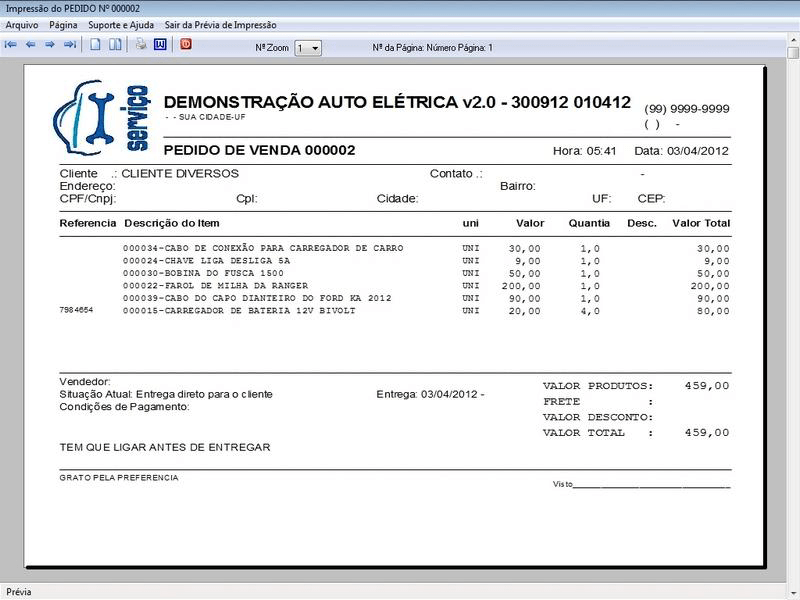 Impressão do PEDIDO Nº 000002
Arquivo Página Suporte e Ajuda Sair da Prévia de Impressão
Nº Zoom 1 Nº da Página: Número Página: 1
serviço
DEMONSTRAÇÃO AUTO ELÉTRICA v2.0 - 300912 010412 (99) 9999-9999
- - SUA CIDADE-UF ( ) -
PEDIDO DE VENDA 000002 Hora: 05:41 Data: 03/04/2012
Cliente .: CLIENTE DIVERSOS Contato .: -
Endereço: Bairro:
CPF/Cnpj: Cpl: Cidade: UF: CEP:
Referencia Descrição do Item uni Valor Quantia Desc. Valor Total
000034-CABO DE CONEXÃO PARA CARREGADOR DE CARRO UNI 30,00 1,0 30,00
000024-CHAVE LIGA DESLIGA 5A UNI 9,00 1,0 9,00
000030-BOBINA DO FUSCA 1500 UNI 50,00 1,0 50,00
000022-FAROL DE MILHA DA RANGER UNI 200,00 1,0 200,00
000039-CABO DO CAPO DIANTEIRO DO FORD KA 2012 UNI 90,00 1,0 90,00
7984654 000015-CARREGADOR DE BATERIA 12V BIVOLT UNI 20,00 4,0 80,00
Vendedor: VALOR PRODUTOS: 459,00
Situação Atual: Entrega direto para o cliente Entrega: 03/04/2012 -
FRETE :
Condições de Pagamento:
VALOR DESCONTO:
VALOR TOTAL : 459,00
TEM QUE LIGAR ANTES DE ENTREGAR
GRATO PELA PREFERENCIA
Visto
Prévia